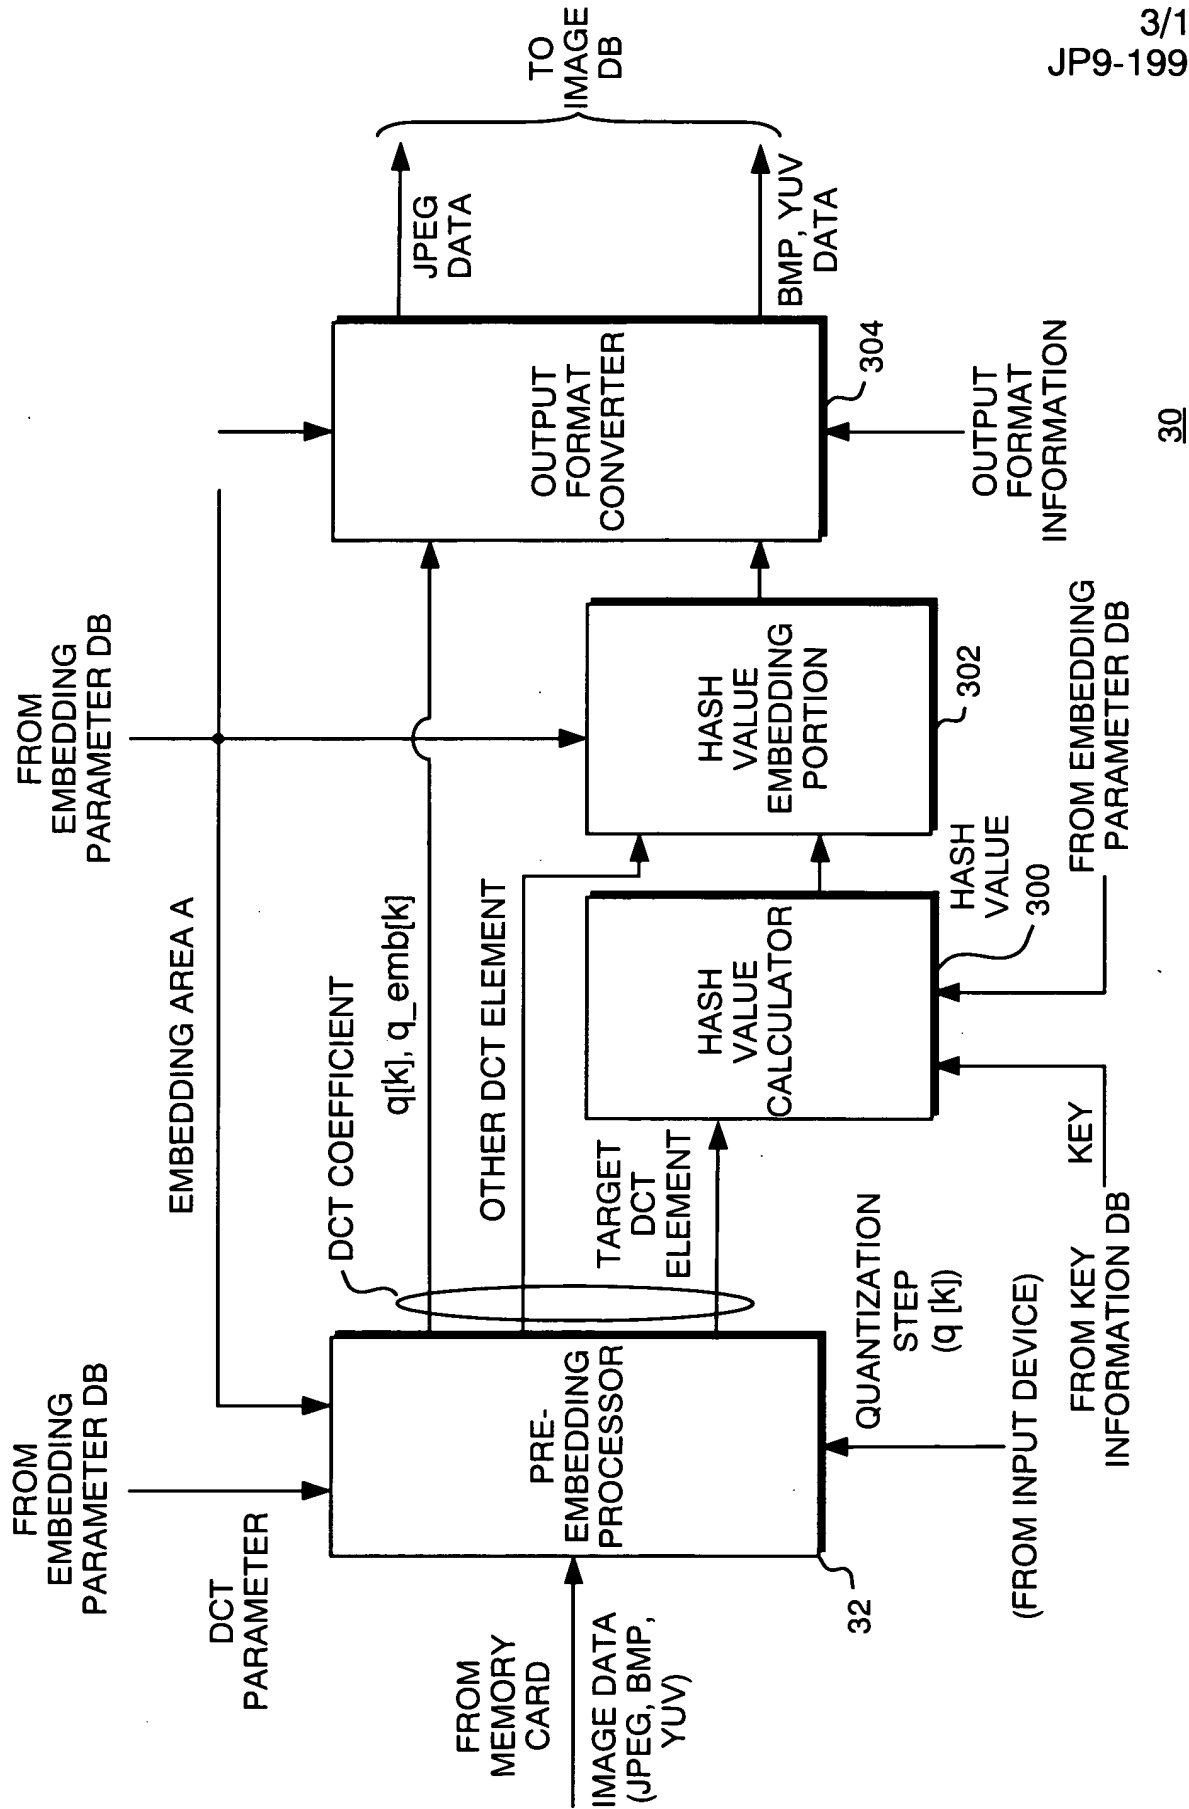 3/1
JP9-199
FROM
EMBEDDING
PARAMETER DB
DCT
PARAMETER
FROM
EMBEDDING
PARAMETER DB
EMBEDDING AREA A
FROM
MEMORY
CARD
IMAGE DATA
(JPEG, BMP,
YUV)
PRE-
EMBEDDING
PROCESSOR
32
QUANTIZATION
STEP
(q [k])
(FROM INPUT DEVICE)
DCT COEFFICIENT
q[k], q_emb[k]
OTHER DCT ELEMENT
TARGET
DCT
ELEMENT
HASH
VALUE
CALCULATOR
HASH
VALUE
300
KEY
FROM KEY
INFORMATION DB
FROM EMBEDDING
PARAMETER DB
HASH
VALUE
EMBEDDING
PORTION
302
OUTPUT
FORMAT
CONVERTER
304
OUTPUT
FORMAT
INFORMATION
JPEG
DATA
BMP, YUV
DATA
TO
IMAGE
DB
30